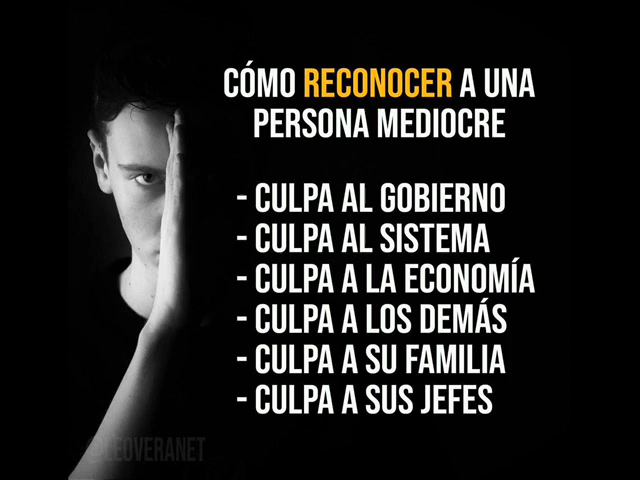 CÓMO RECONOCER A UNA
PERSONA MEDIOCRE
- CULPA AL GOBIERNO
- CULPA AL SISTEMA
- CULPA A LA ECONOMÍA
- CULPA A LOS DEMÁS
- CULPA A SU FAMILIA
- CULPA A SUS JEFES
@LEOVERANET